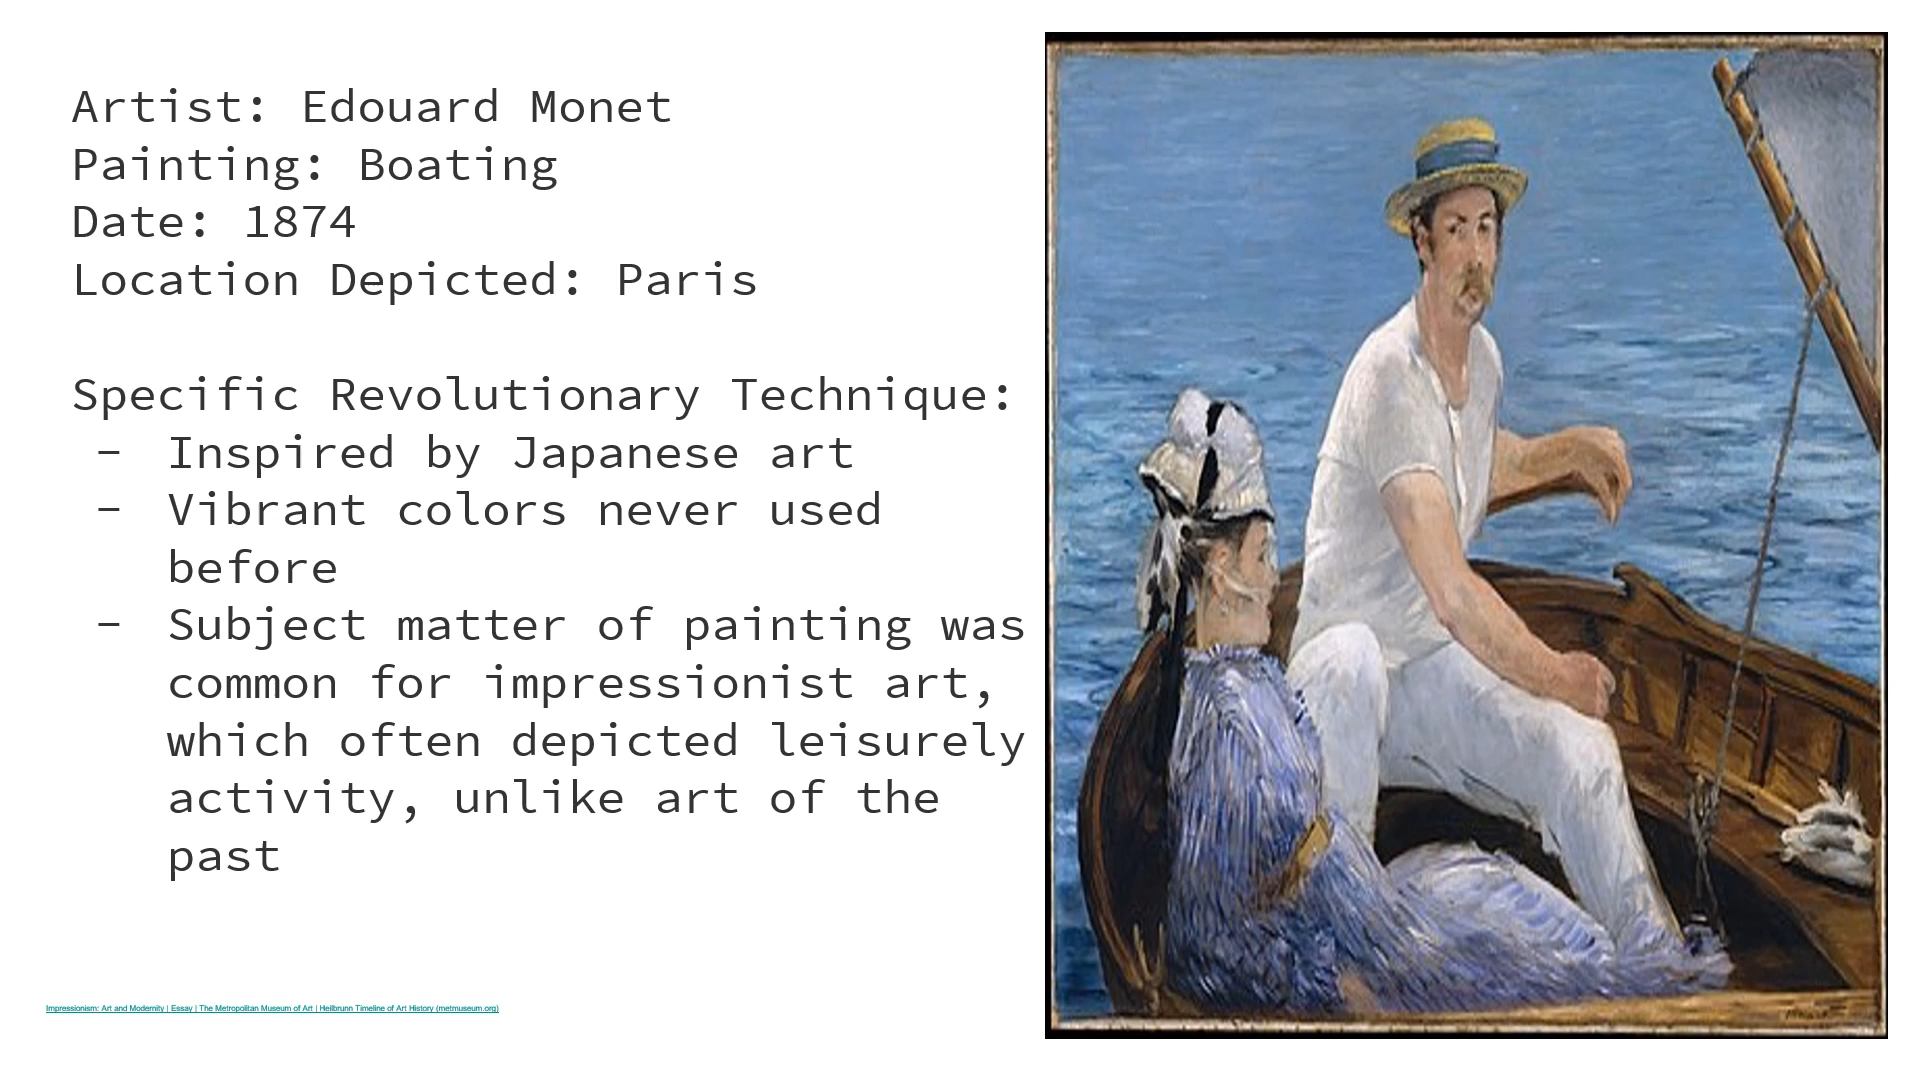 Artist: Edouard Monet
Painting: Boating
Date: 1874
Location Depicted: Paris
Specific Revolutionary Technique:
- Inspired by Japanese art
- Vibrant colors never used
before
- Subject matter of painting was
common for impressionist art,
which often depicted leisurely
activity, unlike art of the
past
Impressionism: Art and Modernity | Essay | The Metropolitan Museum of Art | Heilbrunn Timeline of Art History (metmuseum.org)